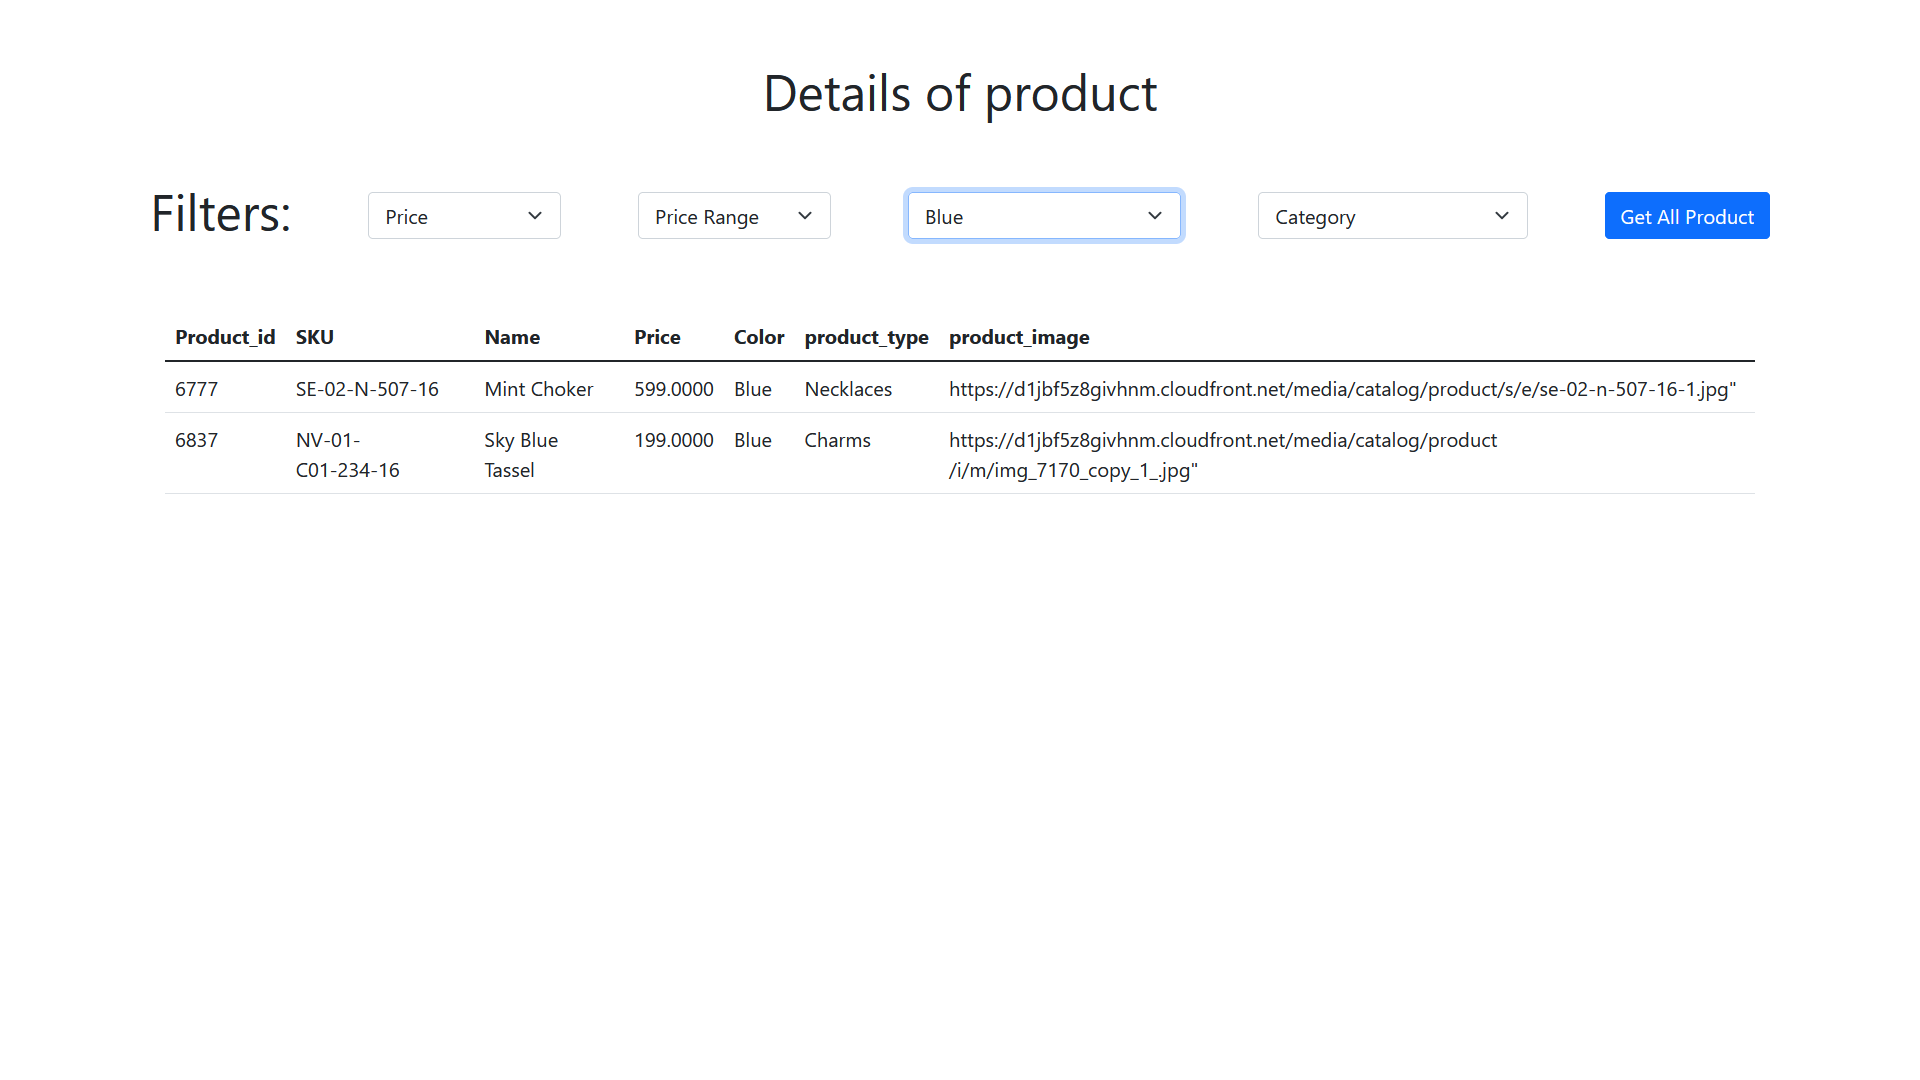 Details of product
Filters: Price Price Range Blue Category Get All Product
Product_id SKU Name Price Color product_type product_image
6777 SE-02-N-507-16 Mint Choker 599.0000 Blue Necklaces https://d1jbf5z8givhnm.cloudfront.net/media/catalog/product/s/e/se-02-n-507-16-1.jpg"
6837 NV-01- Sky Blue 199.0000 Blue Charms https://d1jbf5z8givhnm.cloudfront.net/media/catalog/product
C01-234-16 Tassel /i/m/img_7170_copy_1_.jpg"